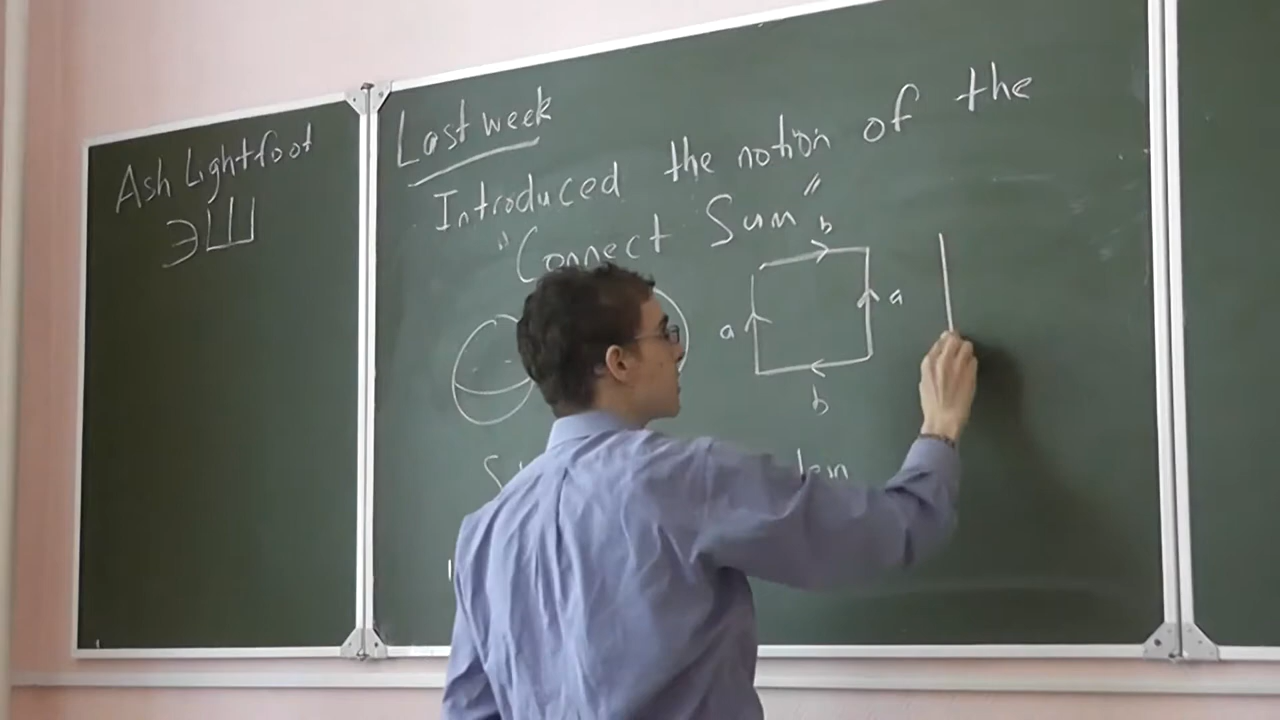 Ash Lightfoot
ЭШ
Last week
Introduced the notion of the
"Connect Sum"
b
a
a
b